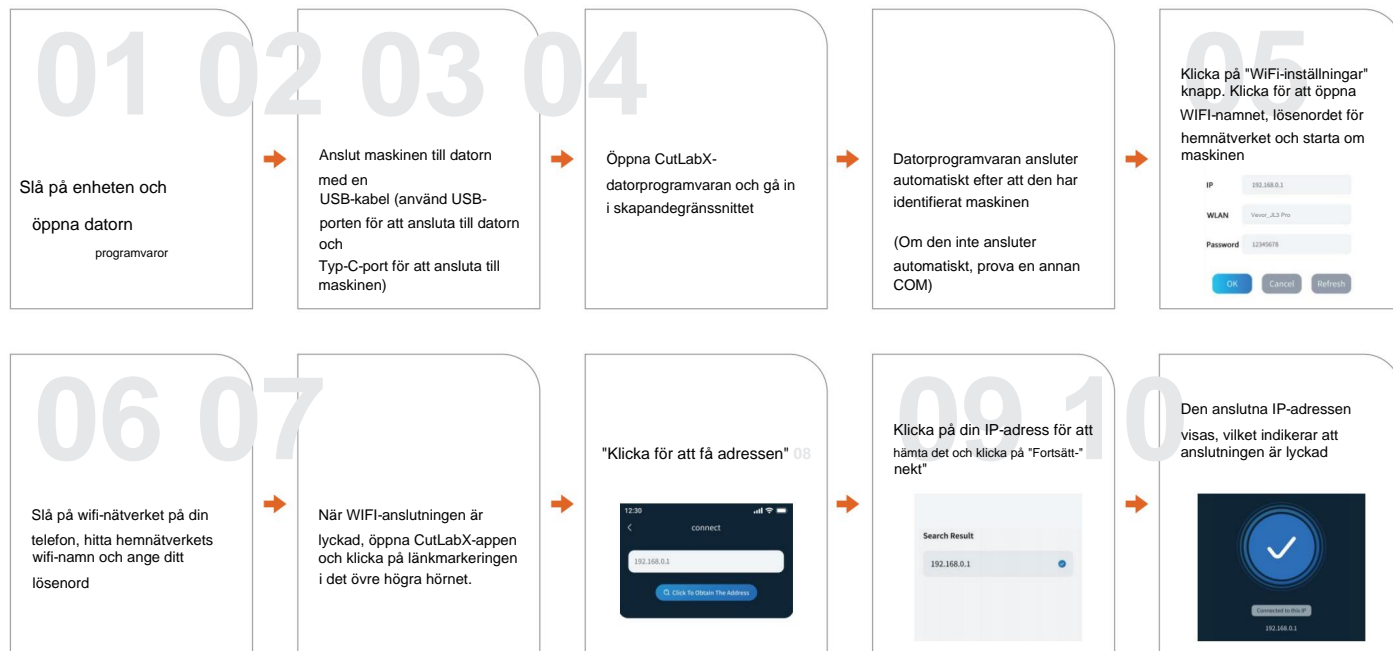 01 02 03 04
Slå på enheten och
öppna datorn
programvaror
Anslut maskinen till datorn
med en
USB-kabel (använd USB-
porten för att ansluta till datorn
och
Typ-C-port för att ansluta till
maskinen)
Öppna CutLabX-
datorprogramvaran och gå in
i skapandegränssnittet
Datorprogramvaran ansluter
automatiskt efter att den har
identifierat maskinen
(Om den inte ansluter
automatiskt, prova en annan
COM)
05
Klicka på "WiFi-inställningar"
knapp. Klicka för att öppna
WIFI-namnet, lösenordet för
hemnätverket och starta om
maskinen
IP 192.168.0.1
WLAN Vevor_JL3 Pro
Password 12345678
OK Cancel Refresh
06 07
Slå på wifi-nätverket på din
telefon, hitta hemnätverkets
wifi-namn och ange ditt
lösenord
När WIFI-anslutningen är
lyckad, öppna CutLabX-appen
och klicka på länkmarkeringen
i det övre högra hörnet.
"Klicka för att få adressen" 08
12:30
connect
192.168.0.1
Click To Obtain The Address
09 10
Klicka på din IP-adress för att
hämta det och klicka på "Fortsätt-"
nekt"
Search Result
192.168.0.1
Den anslutna IP-adressen
visas, vilket indikerar att
anslutningen är lyckad
Connected to this IP
192.168.0.1